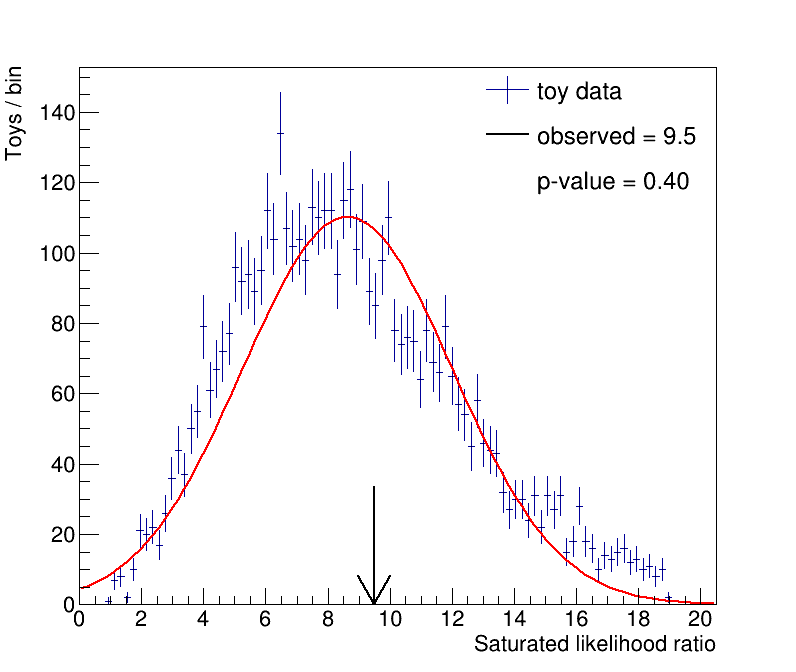 Toys / bin
140
120
100
80
60
40
20
0
toy data
observed = 9.5
p-value = 0.40
0 2 4 6 8 10 12 14 16 18 20
Saturated likelihood ratio